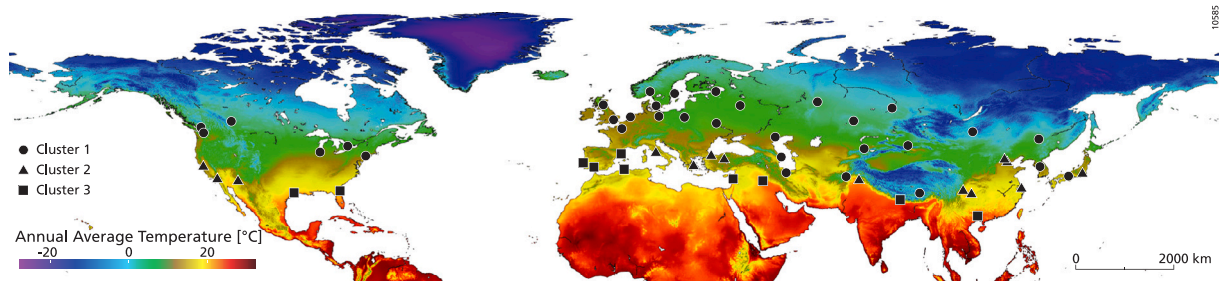 10585
Cluster 1
Cluster 2
Cluster 3
Annual Average Temperature [°C]
-20 0 20
0 2000 km